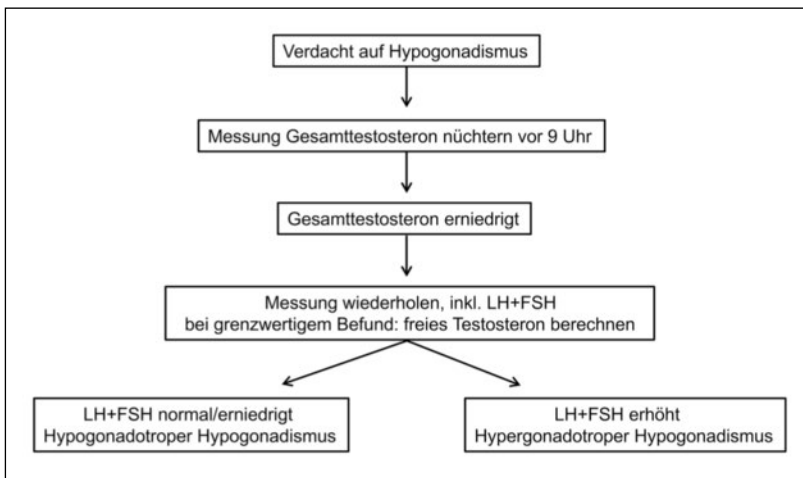 Verdacht auf Hypogonadismus
Messung Gesamttestosteron nüchtern vor 9 Uhr
Gesamttestosteron erniedrigt
Messung wiederholen, inkl. LH+FSH
bei grenzwertigem Befund: freies Testosteron berechnen
LH+FSH normal/erniedrigt
Hypogonadotroper Hypogonadismus
LH+FSH erhöht
Hypergonadotroper Hypogonadismus